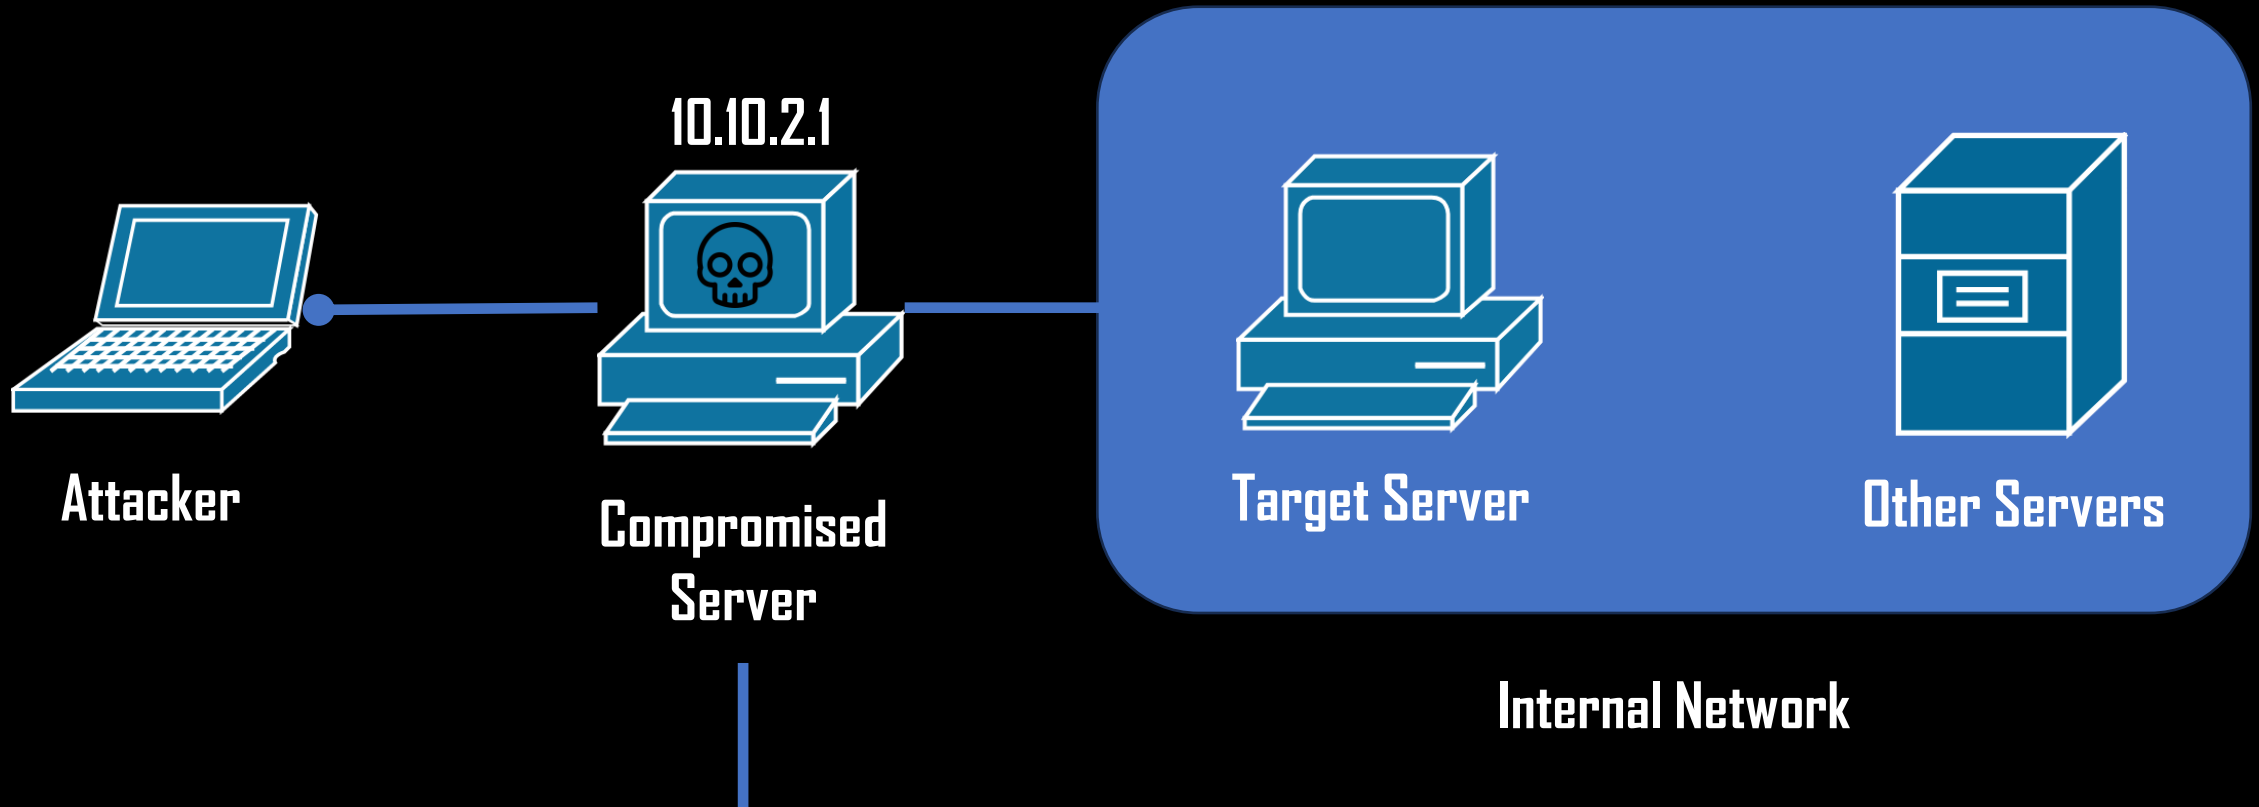 10.10.2.1
Attacker
Compromised
Server
Target Server
Other Servers
Internal Network